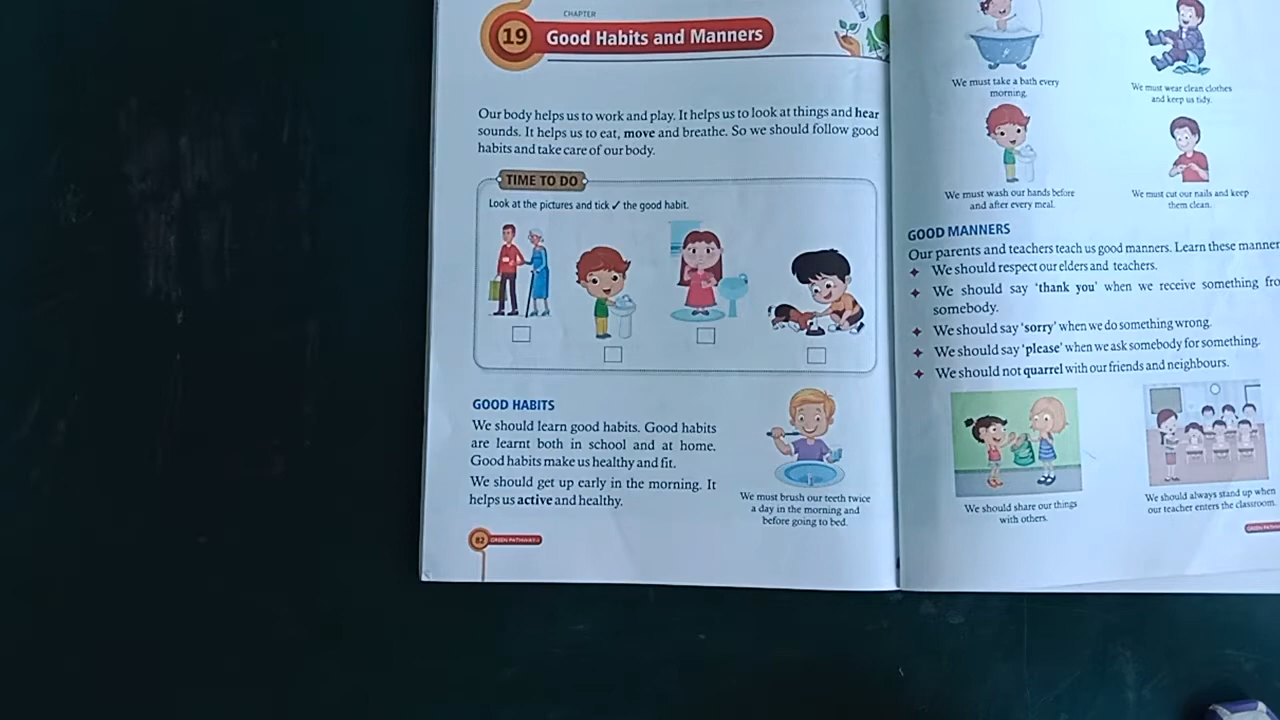 CHAPTER
19 Good Habits and Manners
Our body helps us to work and play. It helps us to look at things and hear
sounds. It helps us to eat, move and breathe. So we should follow good
habits and take care of our body.
TIME TO DO
Look at the pictures and tick ✓ the good habit.
GOOD HABITS
We should learn good habits. Good habits
are learnt both in school and at home.
Good habits make us healthy and fit.
We should get up early in the morning. It
helps us active and healthy.
We must brush our teeth twice
a day in the morning and
before going to bed.
82 GREEN PATHWAY-
We must take a bath every
morning.
We must wear clean clothes
and keep us tidy.
We must wash our hands before
and after every meal.
We must cut our nails and keep
them clean.
GOOD MANNERS
Our parents and teachers teach us good manners. Learn these manner
We should respect our elders and teachers.
We should say 'thank you' when we receive something fro
somebody.
We should say 'sorry' when we do something wrong.
We should say 'please' when we ask somebody for something.
We should not quarrel with our friends and neighbours.
We should share our things
with others.
We should always stand up when
our teacher enters the classroom.
GREEN PATHW